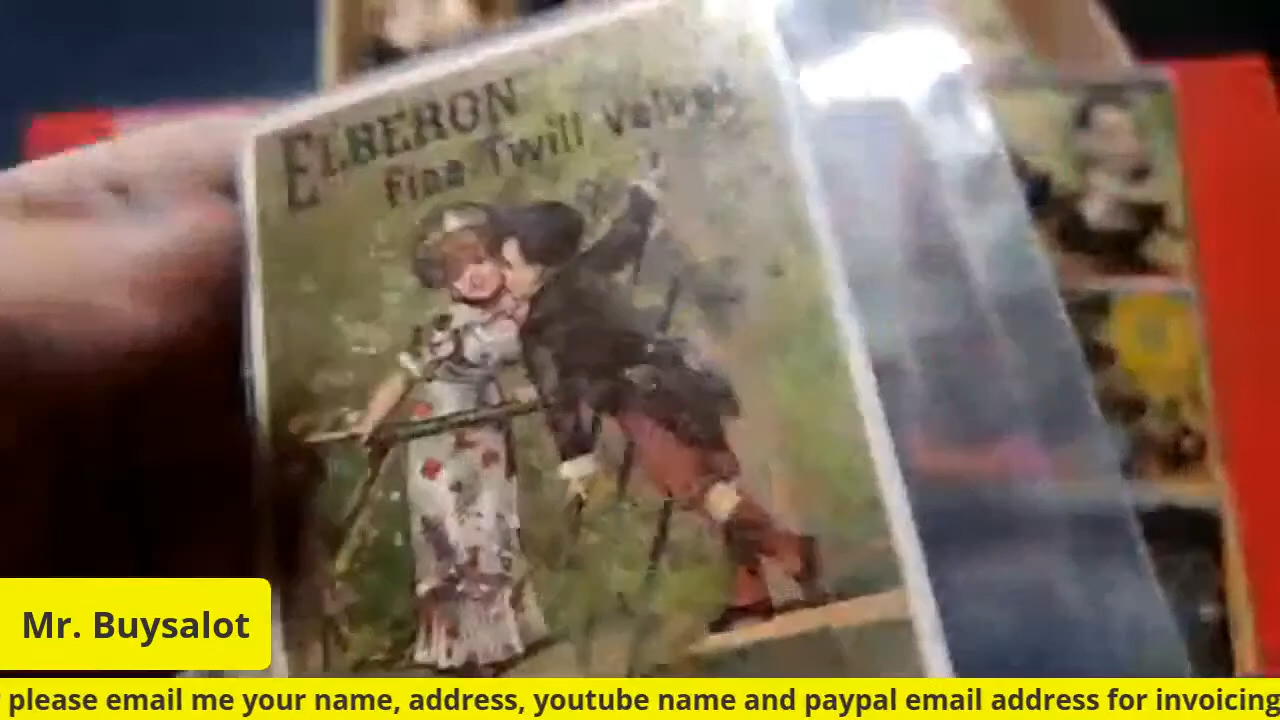 ELBERON
Fine Twill Velvet
Mr. Buysalot
please email me your name, address, youtube name and paypal email address for invoicing